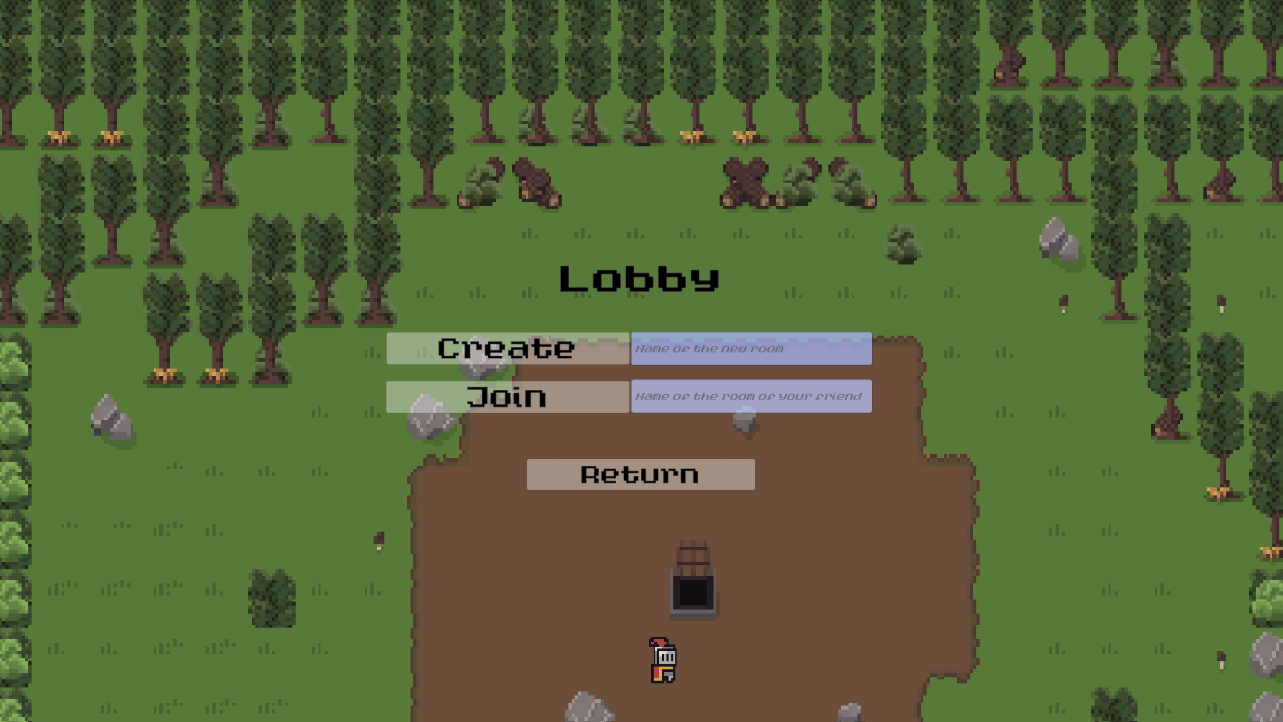 Lobby
Create
Name of the new room
Join
Name of the room of your friend
Return